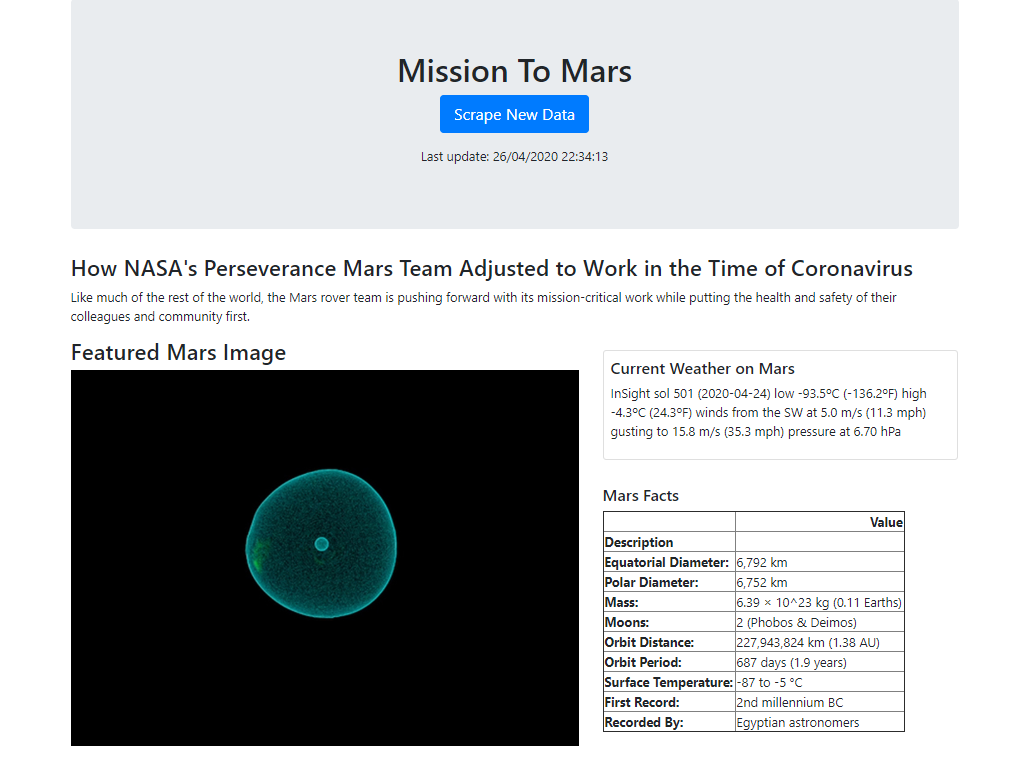 Mission To Mars
Scrape New Data
Last update: 26/04/2020 22:34:13
How NASA's Perseverance Mars Team Adjusted to Work in the Time of Coronavirus
Like much of the rest of the world, the Mars rover team is pushing forward with its mission-critical work while putting the health and safety of their
colleagues and community first.
Featured Mars Image
Current Weather on Mars
InSight sol 501 (2020-04-24) low -93.5ºC (-136.2ºF) high
-4.3ºC (24.3ºF) winds from the SW at 5.0 m/s (11.3 mph)
gusting to 15.8 m/s (35.3 mph) pressure at 6.70 hPa
Mars Facts
Value
Description
Equatorial Diameter: 6,792 km
Polar Diameter: 6,752 km
Mass: 6.39 × 10^23 kg (0.11 Earths)
Moons: 2 (Phobos & Deimos)
Orbit Distance: 227,943,824 km (1.38 AU)
Orbit Period: 687 days (1.9 years)
Surface Temperature: -87 to -5 °C
First Record: 2nd millennium BC
Recorded By: Egyptian astronomers